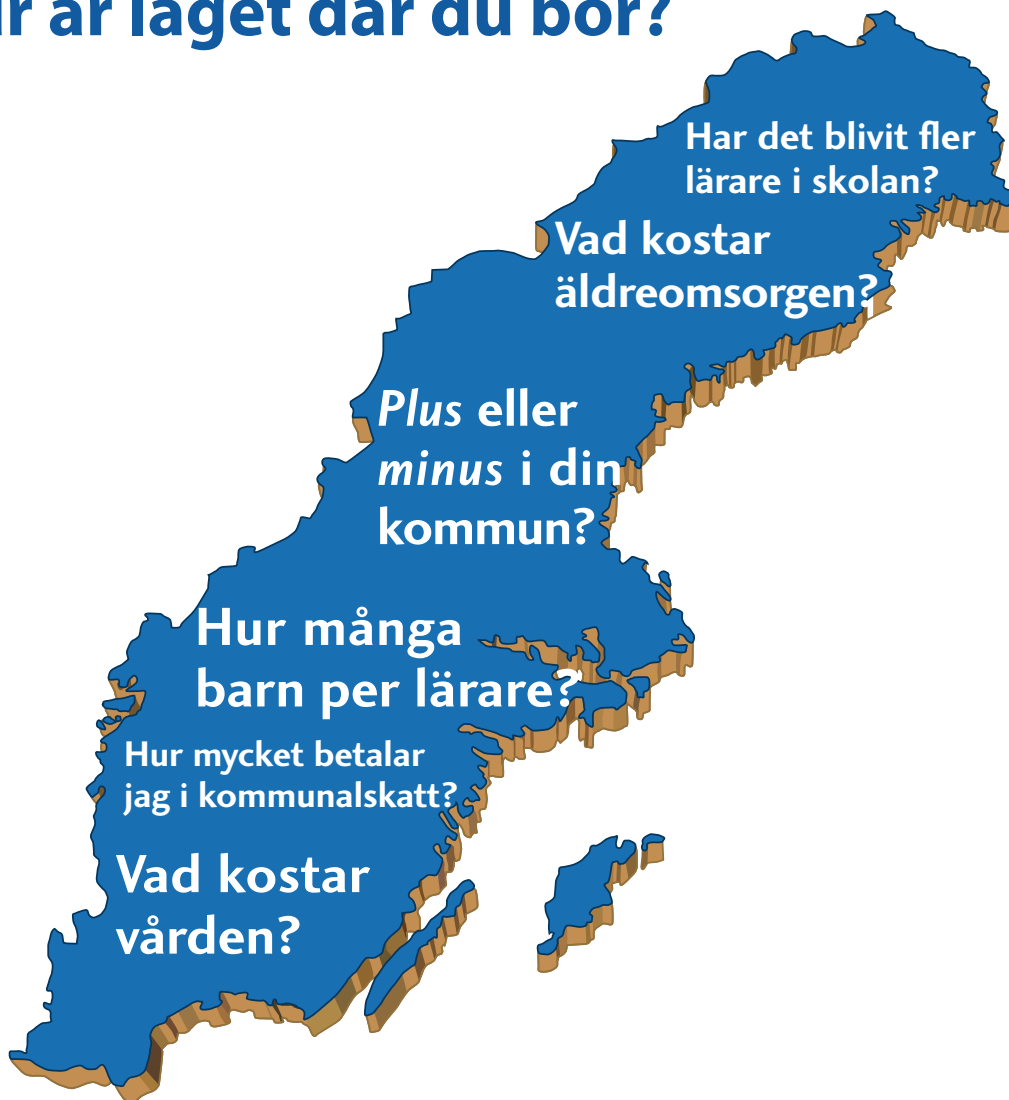 är läget där du bor?
Har det blivit fler
lärare i skolan?
Vad kostar
äldreomsorgen?
Plus eller
minus i din
kommun?
Hur många
barn per lärare?
Hur mycket betalar
jag i kommunalskatt?
Vad kostar
vården?